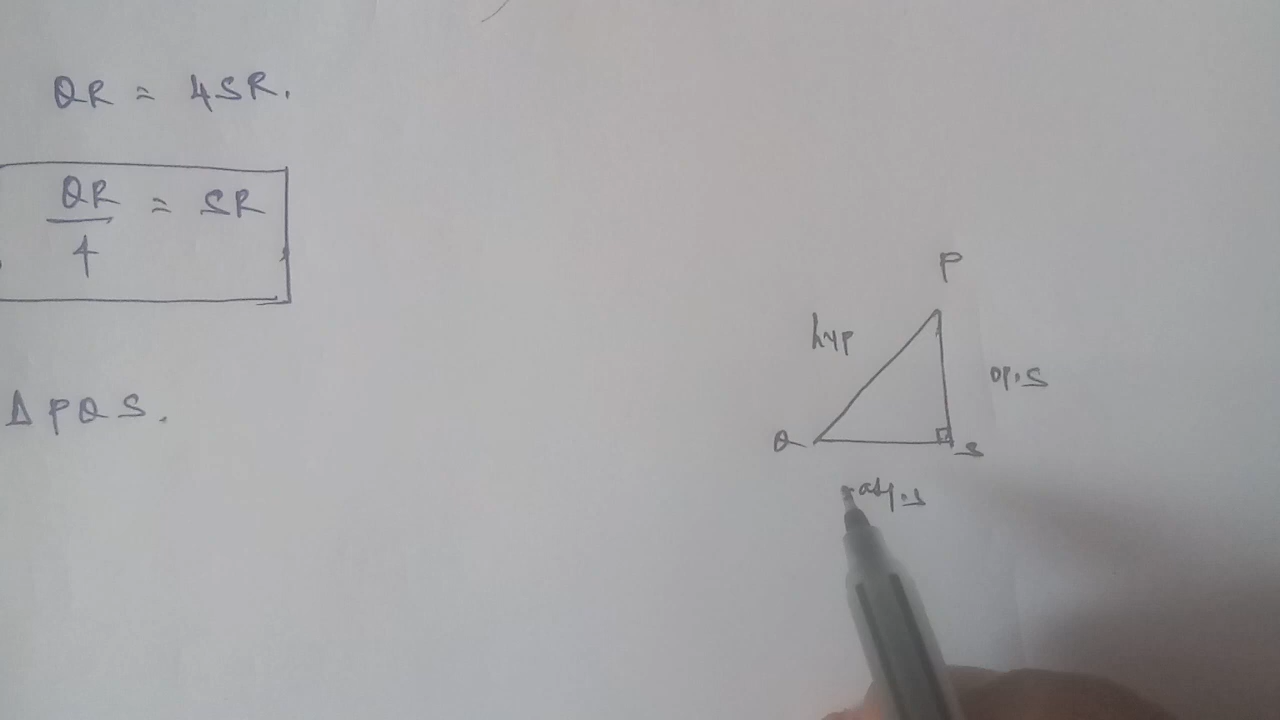 QR = 4SR.
QR
4
= SR
Δ PQS.
P
hyp
op.S
Q
S
adj.s